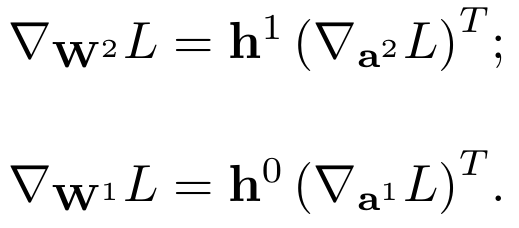 ∇_{𝐖²} L = 𝐡¹ (∇_{𝐚²} L)ᵀ;
∇_{𝐖¹} L = 𝐡⁰ (∇_{𝐚¹} L)ᵀ.